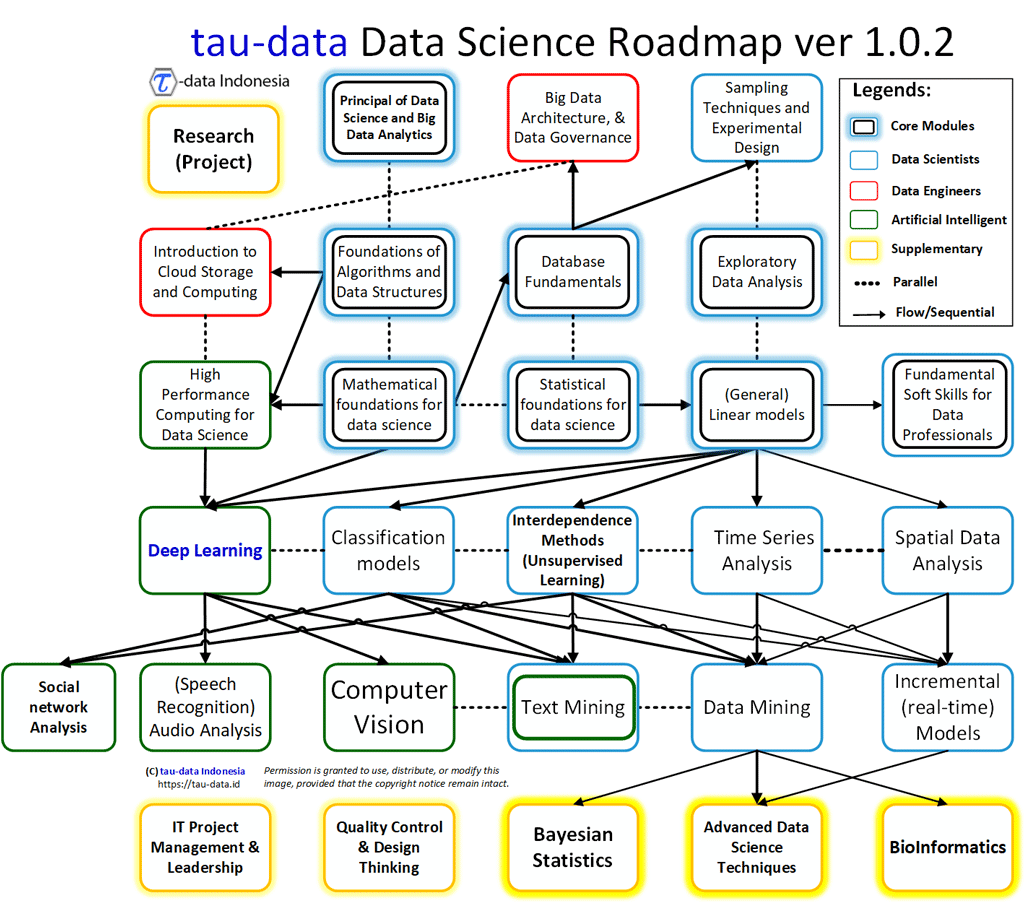 tau-data Data Science Roadmap ver 1.0.2
τ-data Indonesia
Research
(Project)
Principal of Data
Science and Big
Data Analytics
Big Data
Architecture, &
Data Governance
Sampling
Techniques and
Experimental
Design
Legends:
Core Modules
Data Scientists
Data Engineers
Artificial Intelligent
Supplementary
Parallel
Flow/Sequential
Introduction to
Cloud Storage
and Computing
Foundations of
Algorithms and
Data Structures
Database
Fundamentals
Exploratory
Data Analysis
High
Performance
Computing for
Data Science
Mathematical
foundations for
data science
Statistical
foundations for
data science
(General)
Linear models
Fundamental
Soft Skills for
Data
Professionals
Deep Learning
Classification
models
Interdependence
Methods
(Unsupervised
Learning)
Time Series
Analysis
Spatial Data
Analysis
Social
network
Analysis
(Speech
Recognition)
Audio Analysis
Computer
Vision
Text Mining
Data Mining
Incremental
(real-time)
Models
(C) tau-data Indonesia
https://tau-data.id
Permission is granted to use, distribute, or modify this
image, provided that the copyright notice remain intact.
IT Project
Management &
Leadership
Quality Control
& Design
Thinking
Bayesian
Statistics
Advanced Data
Science
Techniques
BioInformatics